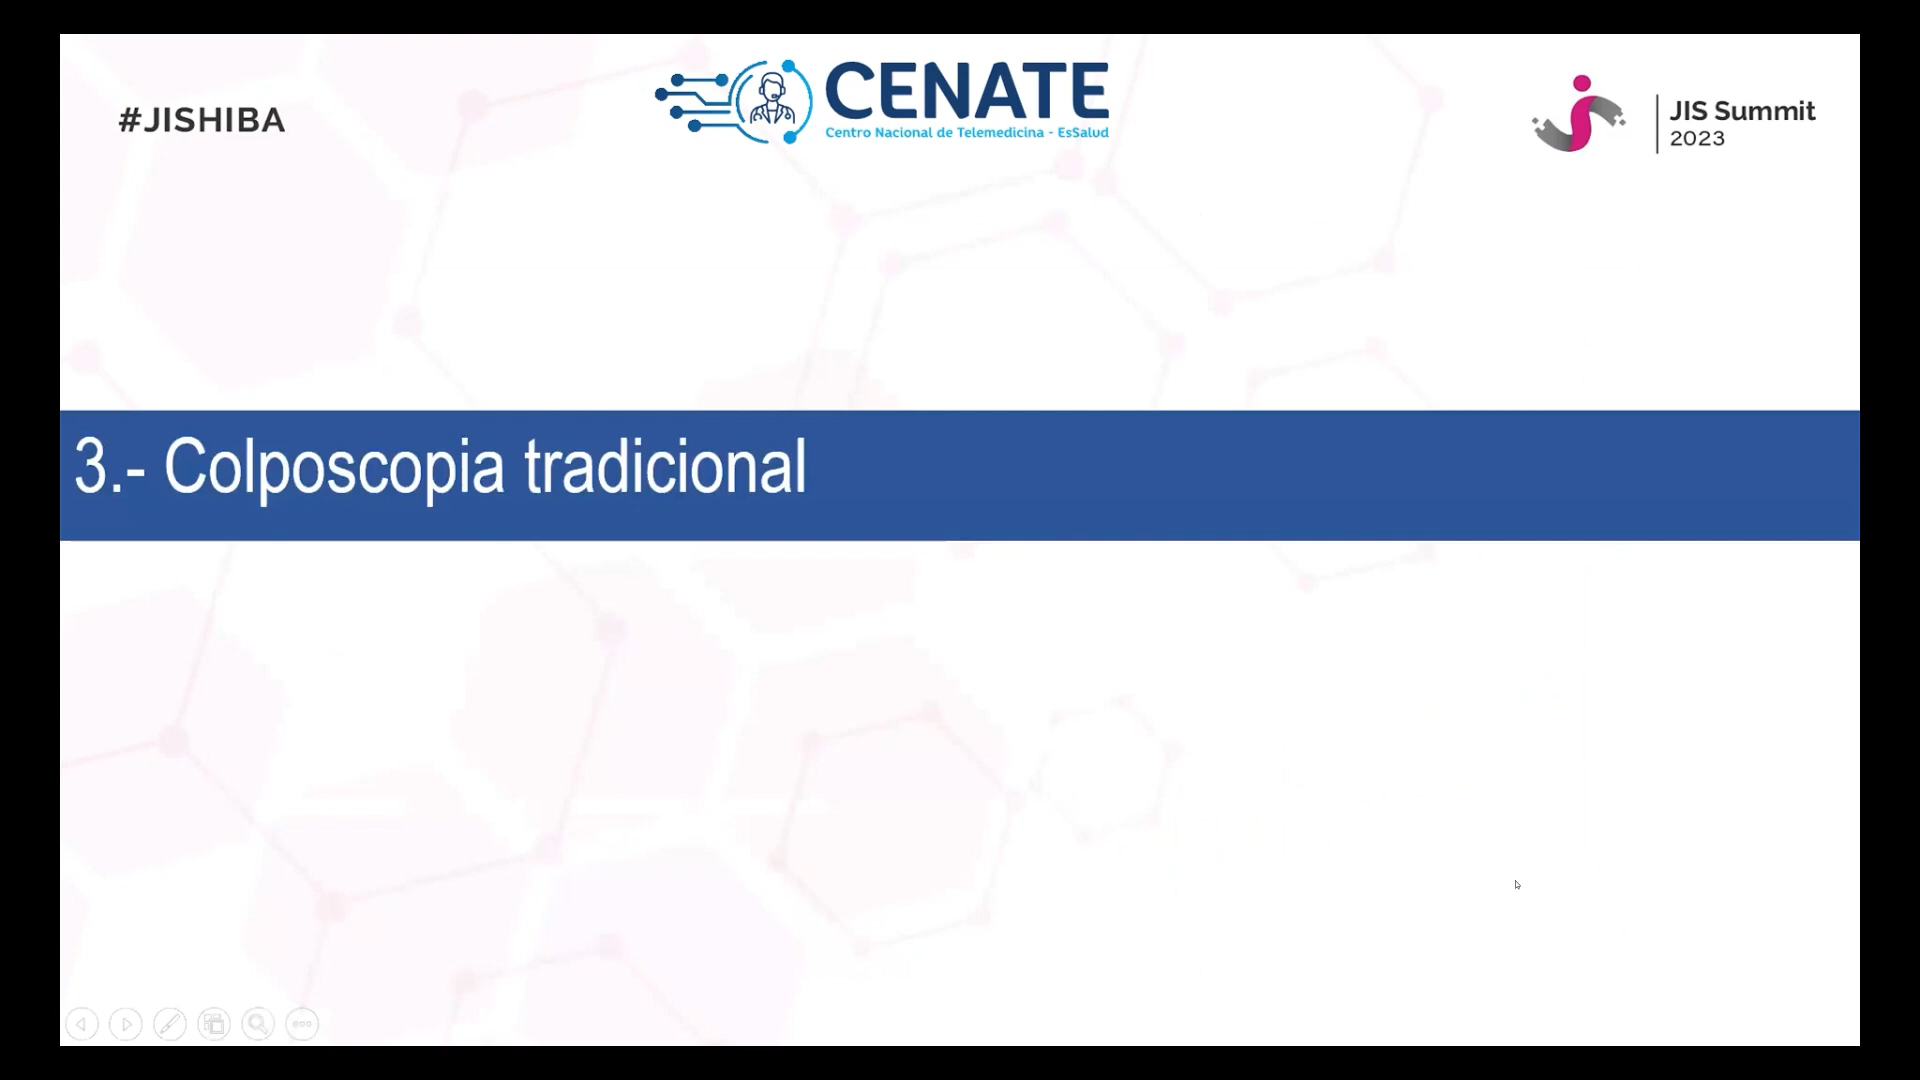 #JISHIBA
CENATE
Centro Nacional de Telemedicina - EsSalud
JIS Summit
2023
3.- Colposcopia tradicional